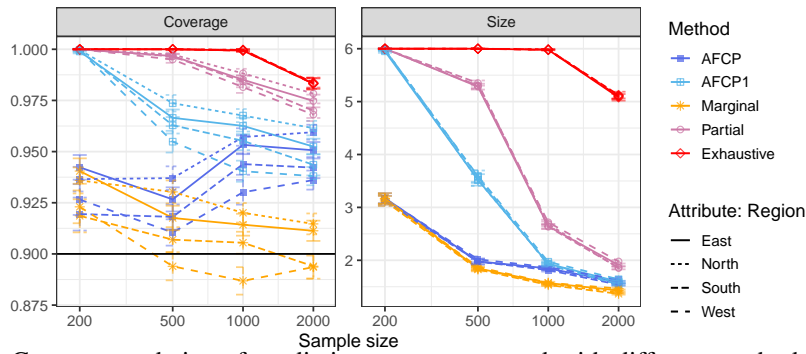 Coverage
Size
1.000
0.975
0.950
0.925
0.900
0.875
6
5
4
3
2
200
500
1000
2000
200
500
1000
2000
Sample size
Method
AFCP
AFCP1
Marginal
Partial
Exhaustive
Attribute: Region
East
North
South
West